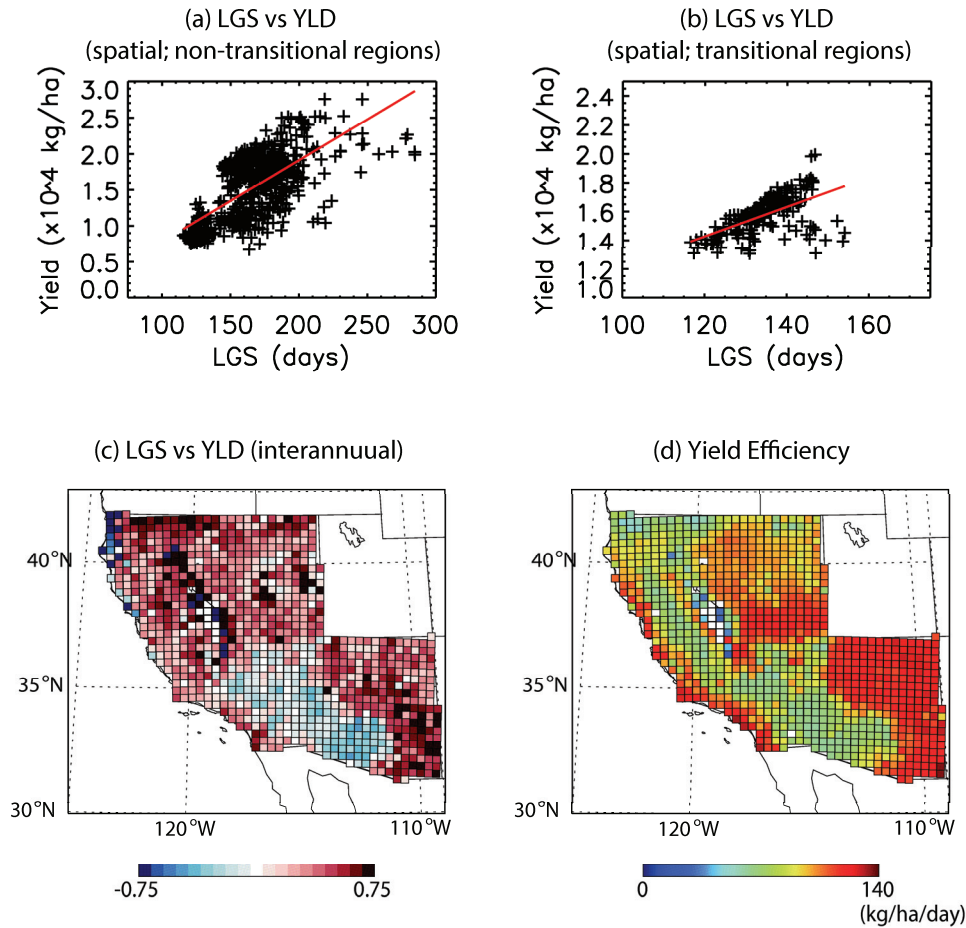 (a) LGS vs YLD
(spatial; non-transitional regions)
Yield (x10^4 kg/ha)
3.0
2.5
2.0
1.5
1.0
0.5
0.0
100 150 200 250 300
LGS (days)
(b) LGS vs YLD
(spatial; transitional regions)
Yield (x10^4 kg/ha)
2.4
2.2
2.0
1.8
1.6
1.4
1.2
1.0
100 120 140 160
LGS (days)
(c) LGS vs YLD (interannuual)
40°N
35°N
30°N
120°W 110°W
-0.75 0.75
(d) Yield Efficiency
40°N
35°N
30°N
120°W 110°W
0 140
(kg/ha/day)